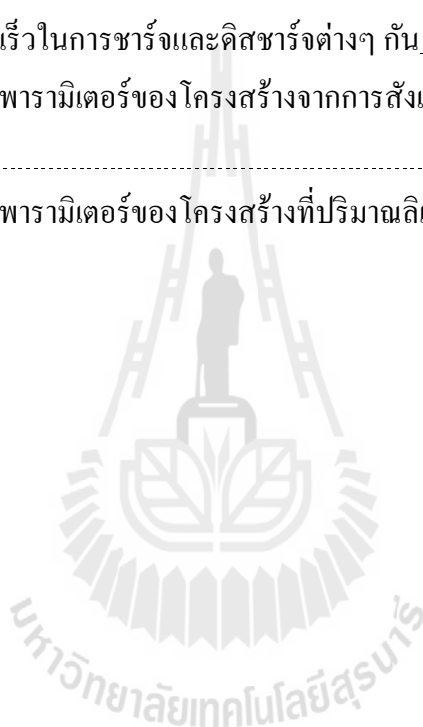 เร็วในการชาร์จและดิสชาร์จต่างๆ กัน
พารามิเตอร์ของโครงสร้างจากการสัง
พารามิเตอร์ของโครงสร้างที่ปริมาณลิ
มหาวิทยาลัยเทคโนโลยีสุรนารี